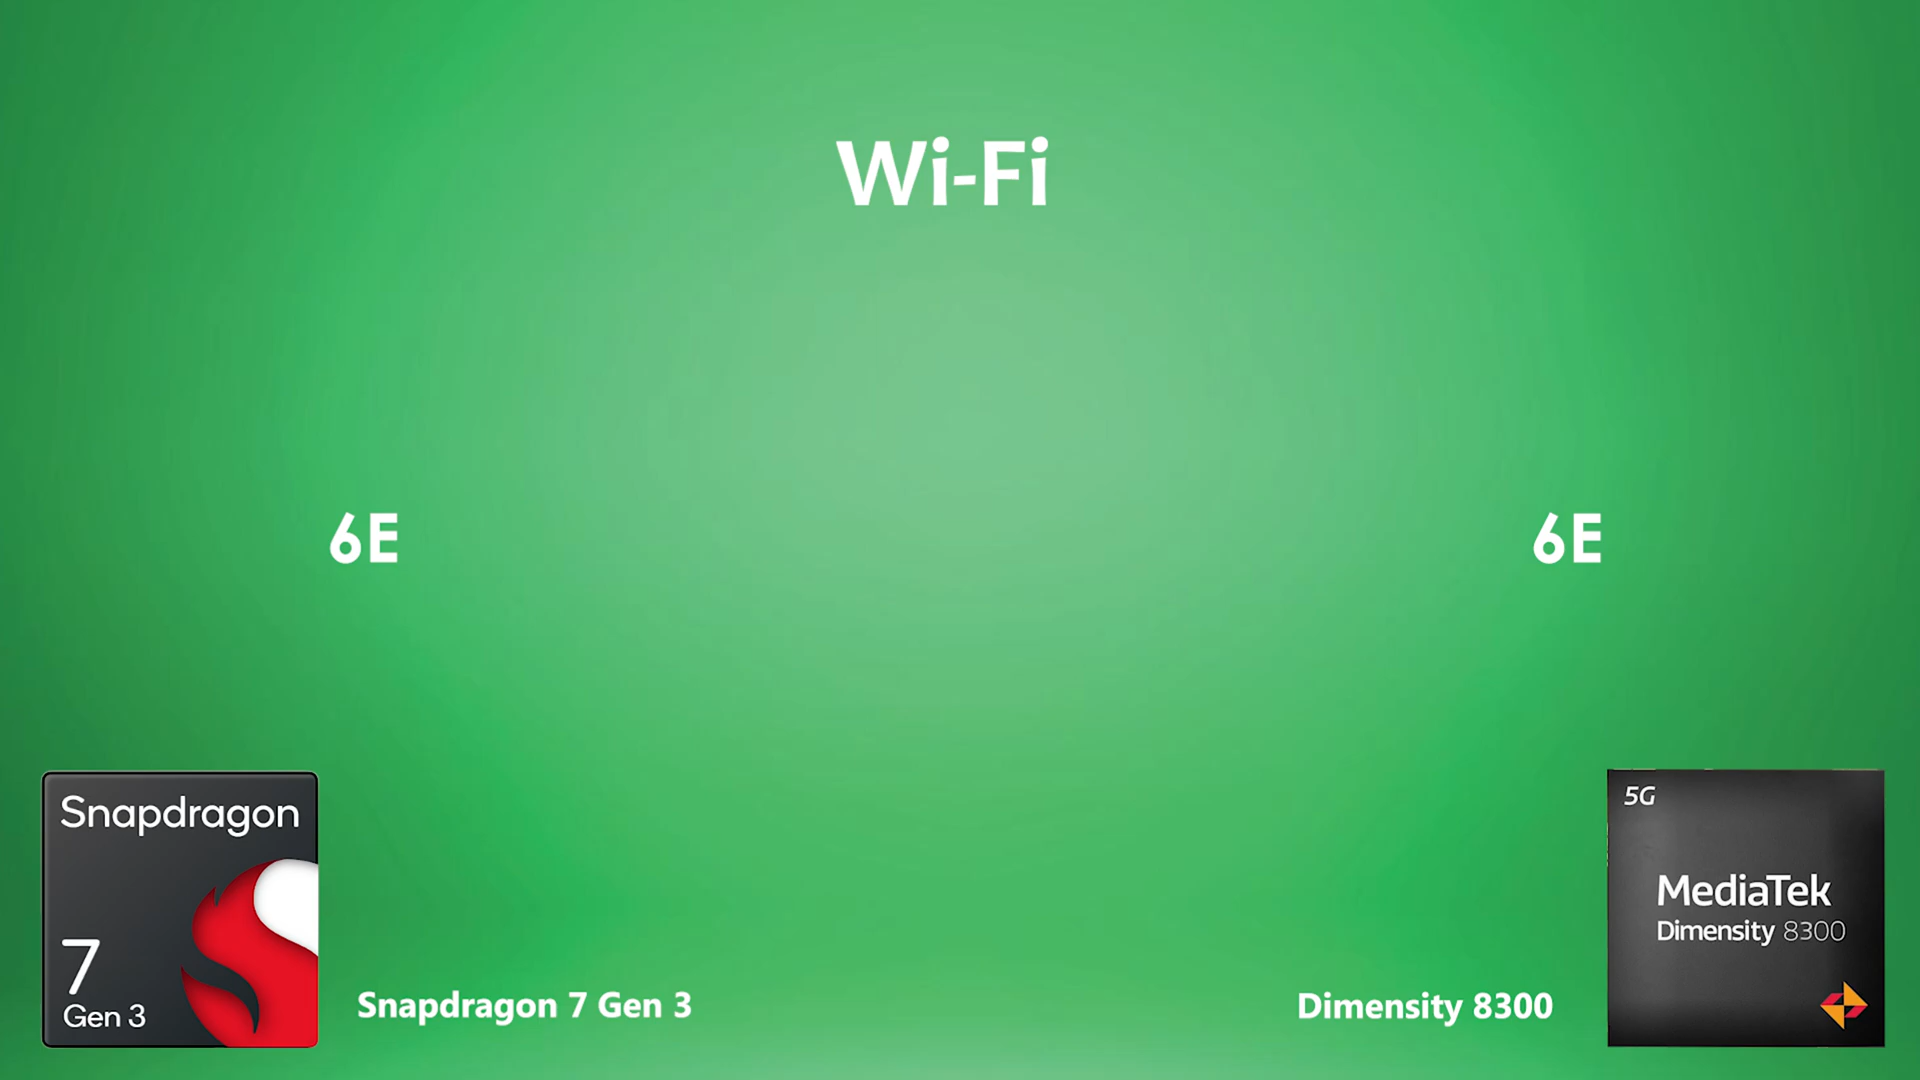 Wi-Fi
6E
6E
Snapdragon
7
Gen 3
Snapdragon 7 Gen 3
Dimensity 8300
5G
MediaTek
Dimensity 8300